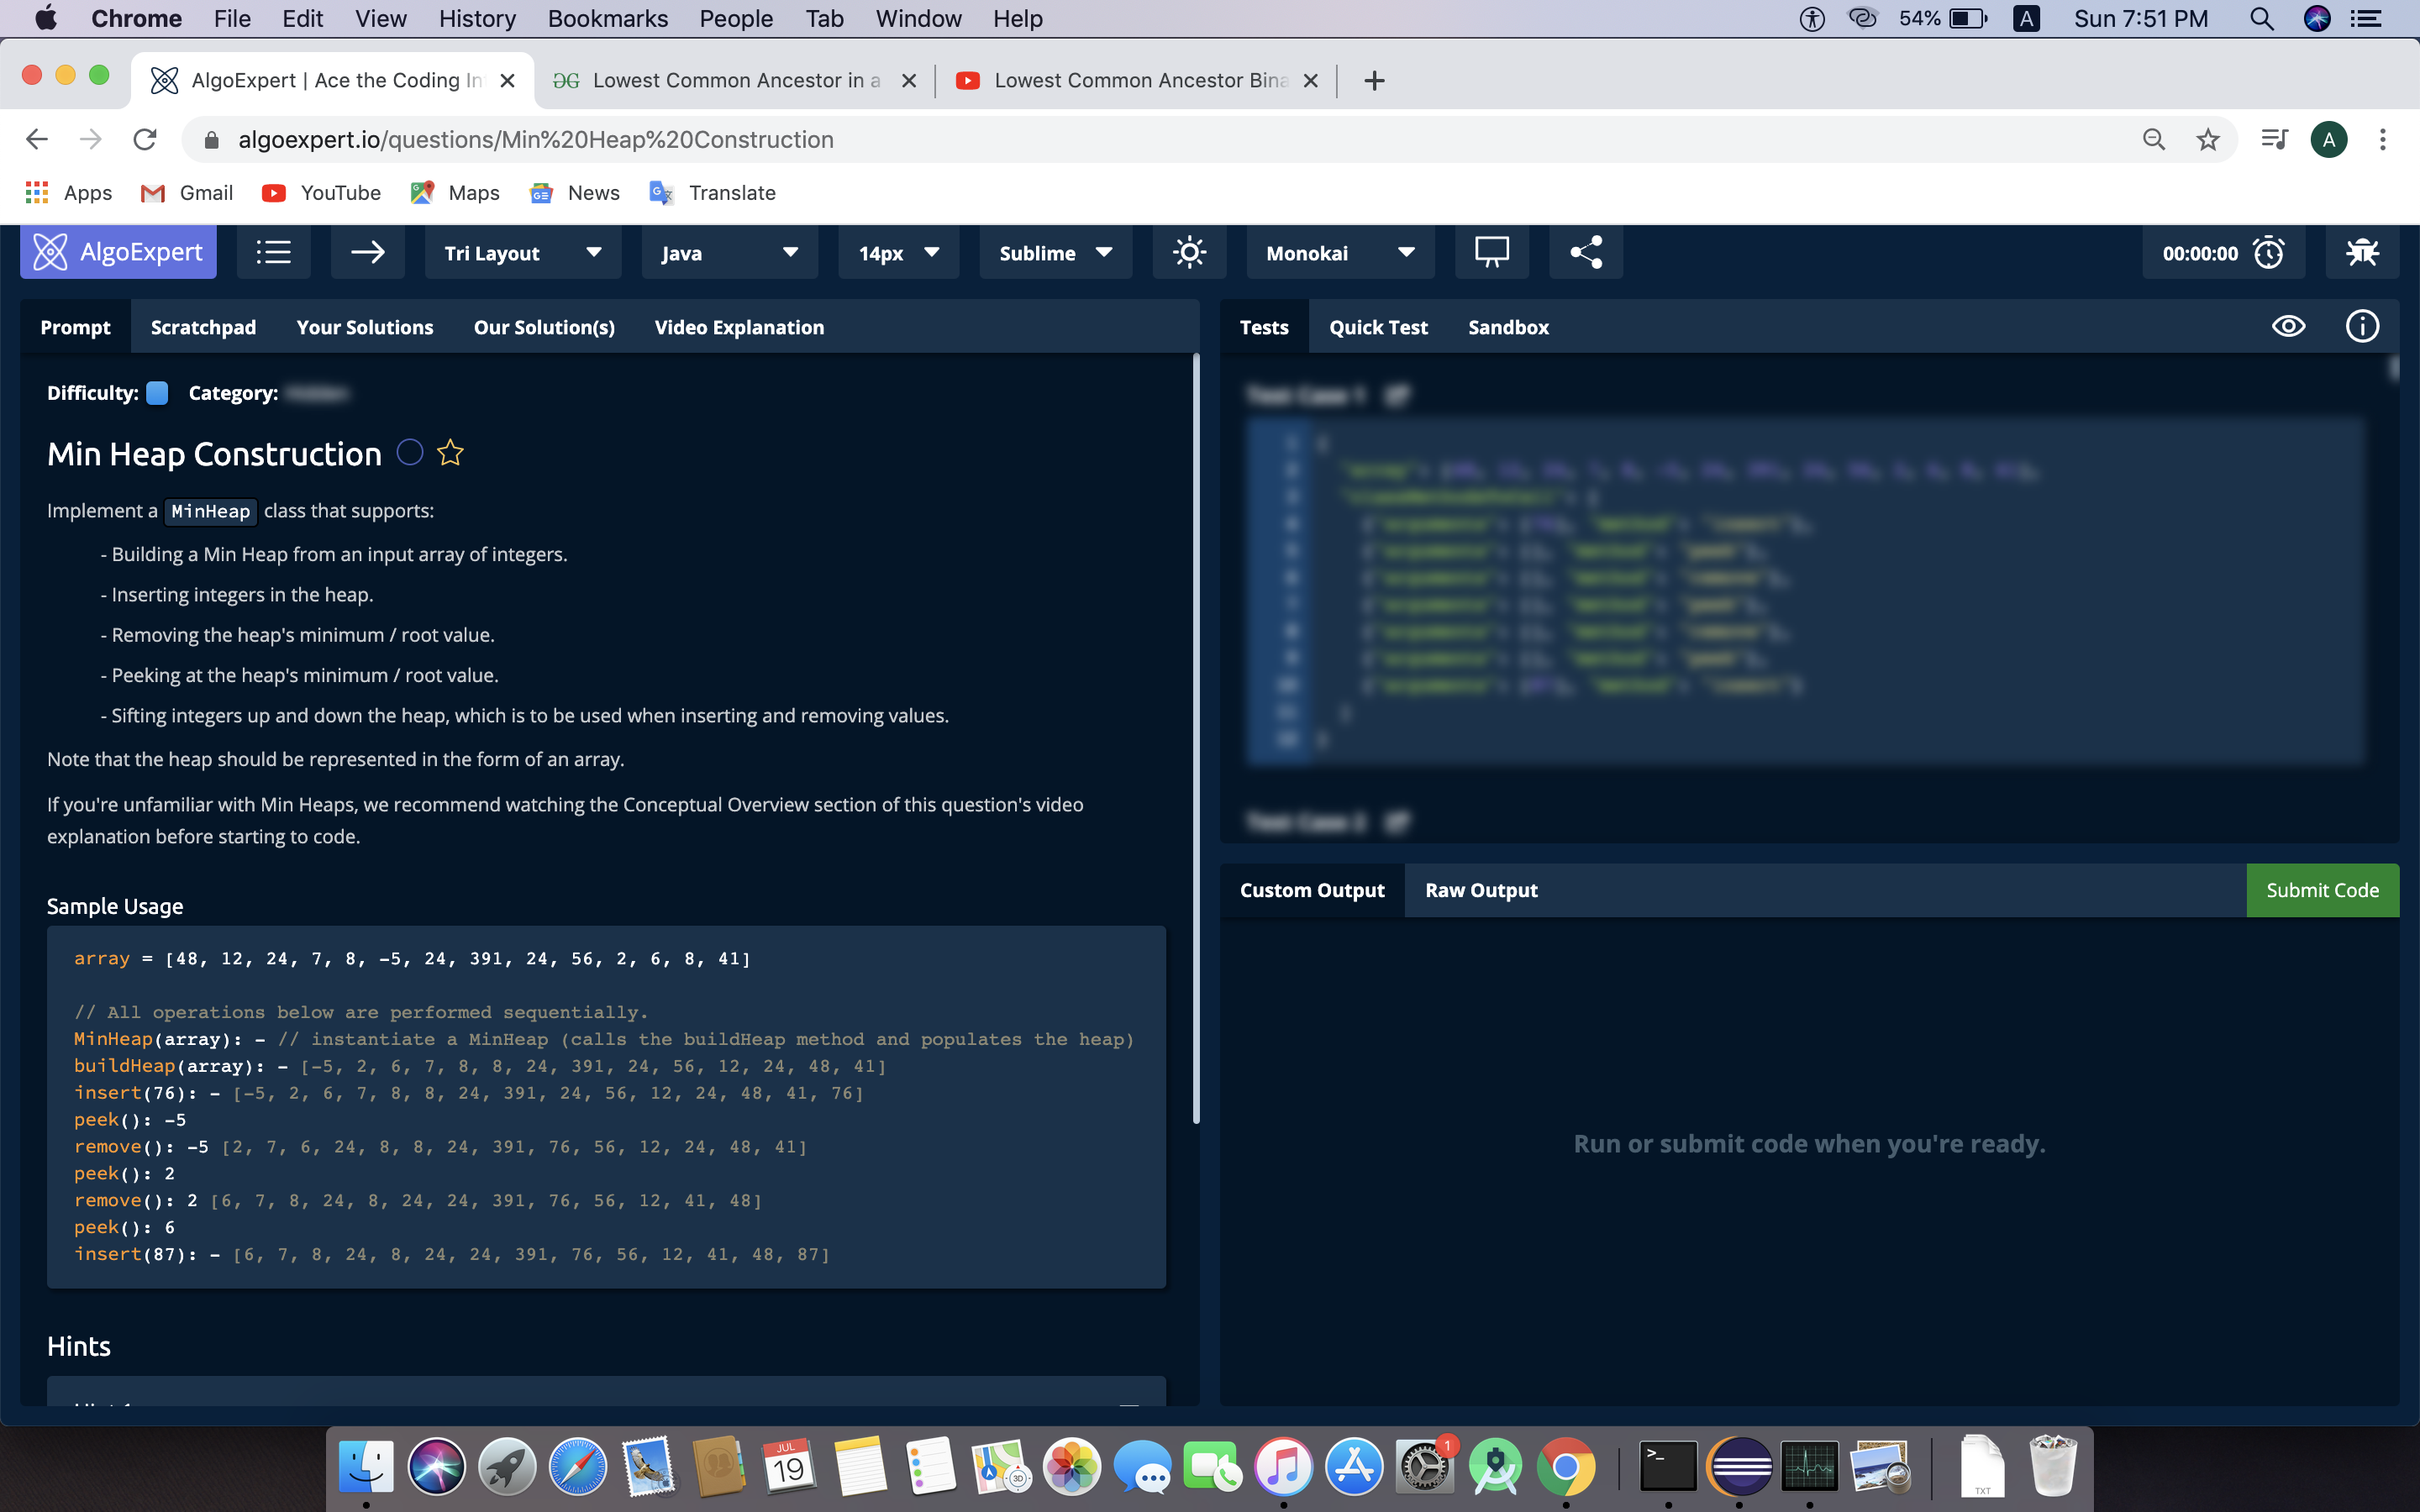 Chrome File Edit View History Bookmarks People Tab Window Help 54% A Sun 7:51 PM
AlgoExpert | Ace the Coding In Lowest Common Ancestor in a Lowest Common Ancestor Bina
algoexpert.io/questions/Min%20Heap%20Construction A
Apps Gmail YouTube Maps News Translate
AlgoExpert Tri Layout Java 14px Sublime Monokai 00:00:00
Prompt Scratchpad Your Solutions Our Solution(s) Video Explanation
Difficulty: Category:
Min Heap Construction
Implement a MinHeap class that supports:
- Building a Min Heap from an input array of integers.
- Inserting integers in the heap.
- Removing the heap's minimum / root value.
- Peeking at the heap's minimum / root value.
- Sifting integers up and down the heap, which is to be used when inserting and removing values.
Note that the heap should be represented in the form of an array.
If you're unfamiliar with Min Heaps, we recommend watching the Conceptual Overview section of this question's video
explanation before starting to code.
Sample Usage
array = [48, 12, 24, 7, 8, -5, 24, 391, 24, 56, 2, 6, 8, 41]
// All operations below are performed sequentially.
MinHeap(array): - // instantiate a MinHeap (calls the buildHeap method and populates the heap)
buildHeap(array): - [-5, 2, 6, 7, 8, 8, 24, 391, 24, 56, 12, 24, 48, 41]
insert(76): - [-5, 2, 6, 7, 8, 8, 24, 391, 24, 56, 12, 24, 48, 41, 76]
peek(): -5
remove(): -5 [2, 7, 6, 24, 8, 8, 24, 391, 76, 56, 12, 24, 48, 41]
peek(): 2
remove(): 2 [6, 7, 8, 24, 8, 24, 24, 391, 76, 56, 12, 41, 48]
peek(): 6
insert(87): - [6, 7, 8, 24, 8, 24, 24, 391, 76, 56, 12, 41, 48, 87]
Hints
Tests Quick Test Sandbox
Test Case 1
Test Case 2
Custom Output Raw Output Submit Code
Run or submit code when you're ready.
JUL
19
3D
1
TXT